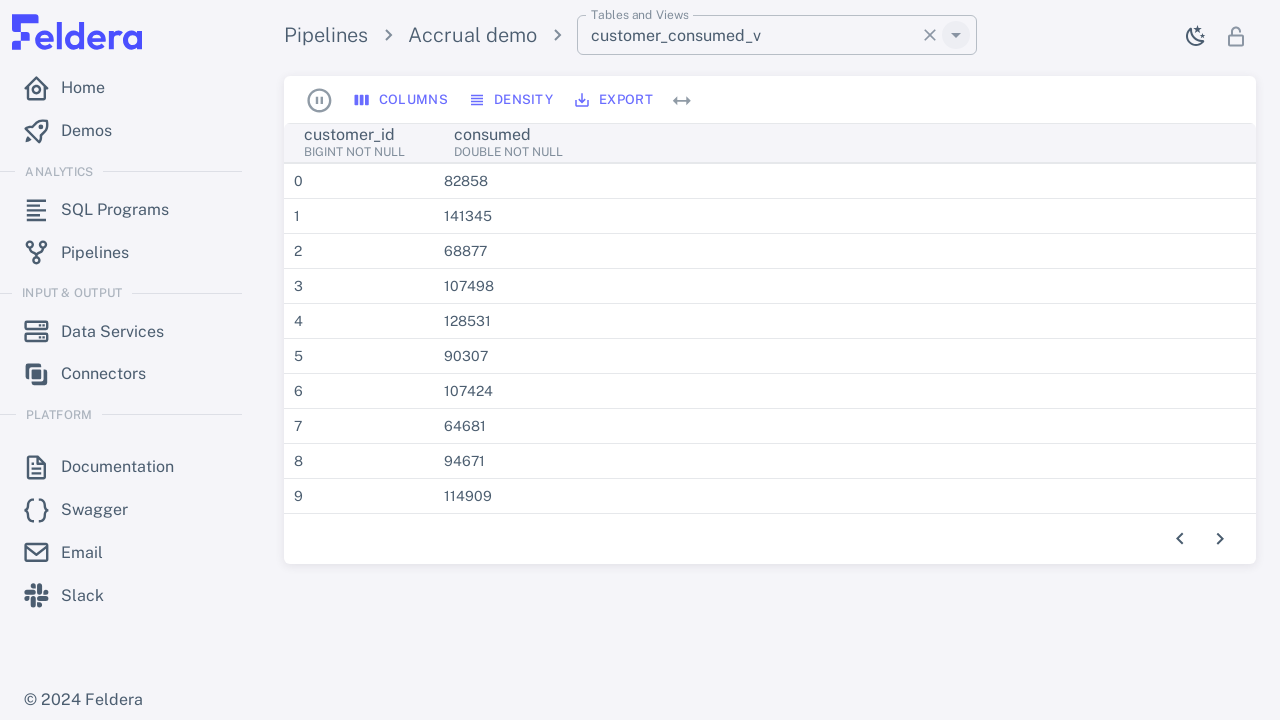 Feldera
Home
Demos
ANALYTICS
SQL Programs
Pipelines
INPUT & OUTPUT
Data Services
Connectors
PLATFORM
Documentation
Swagger
Email
Slack
© 2024 Feldera
Pipelines
Accrual demo
Tables and Views
customer_consumed_v
COLUMNS DENSITY EXPORT
customer_id consumed
BIGINT NOT NULL DOUBLE NOT NULL
0 82858
1 141345
2 68877
3 107498
4 128531
5 90307
6 107424
7 64681
8 94671
9 114909